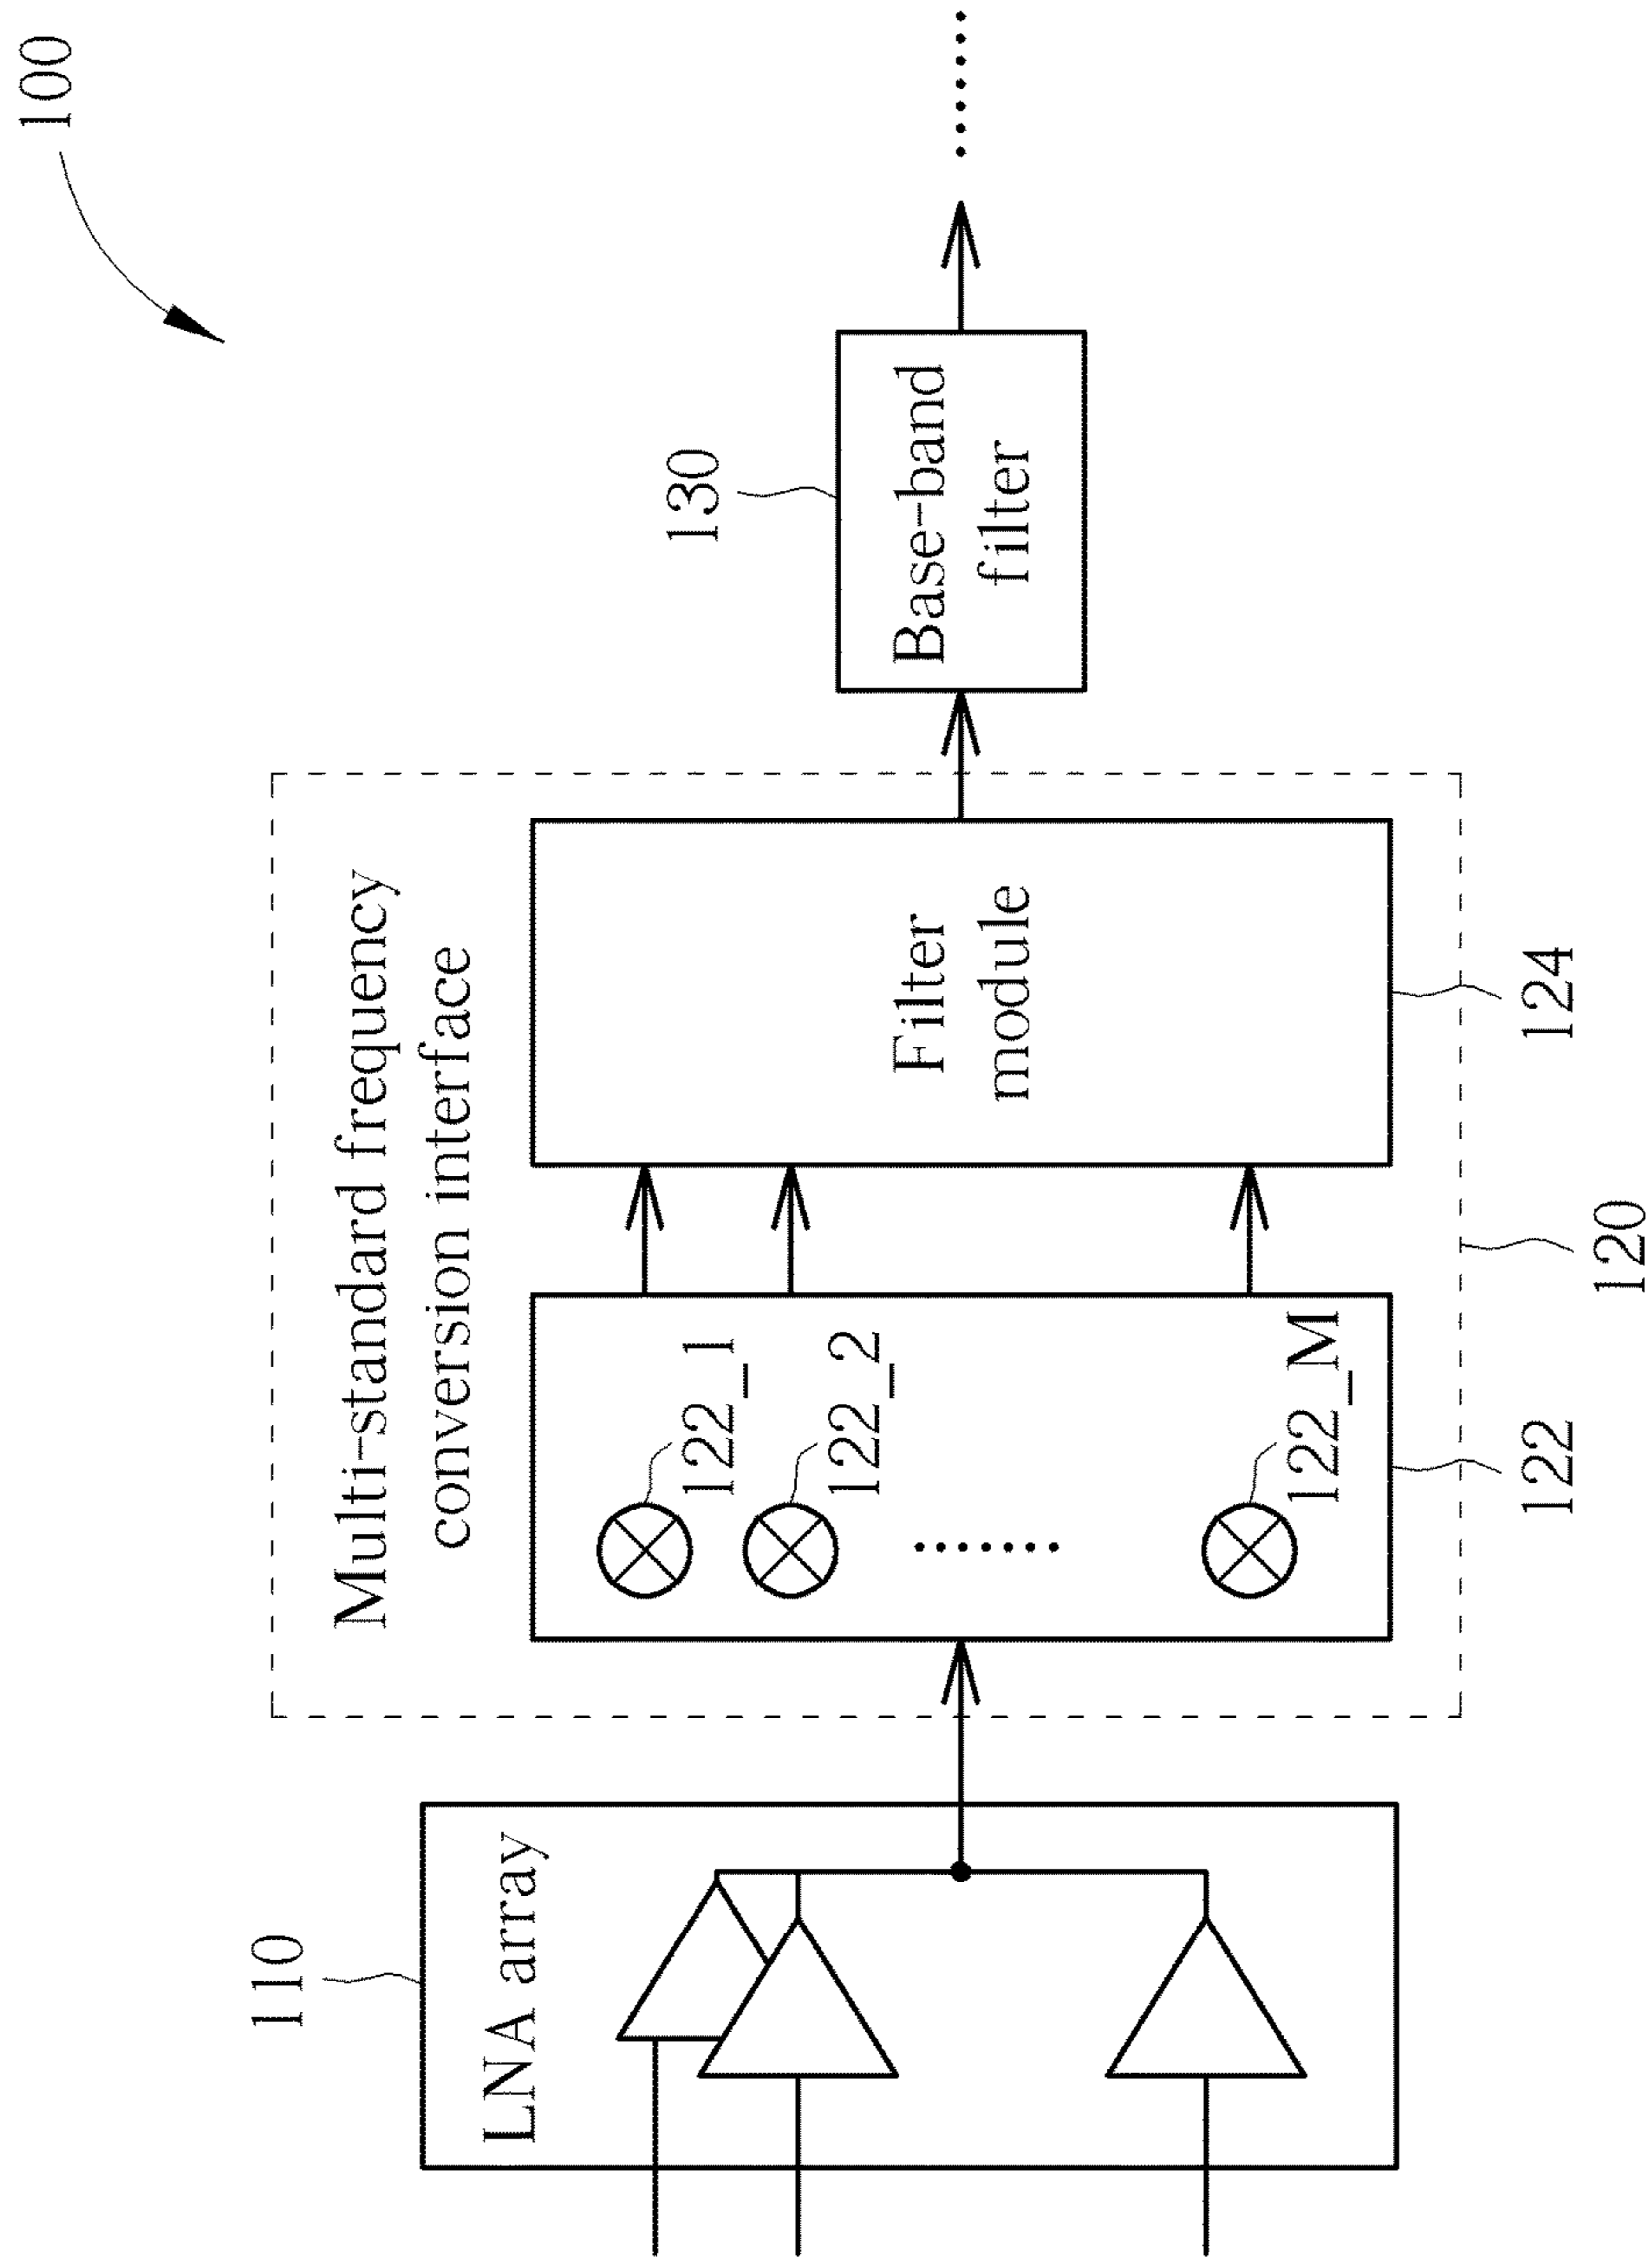 100
Multi-standard frequency
conversion interface
110
LNA array
122_1
122_2
122_M
122
Filter
module
124
120
130
Base-band
filter